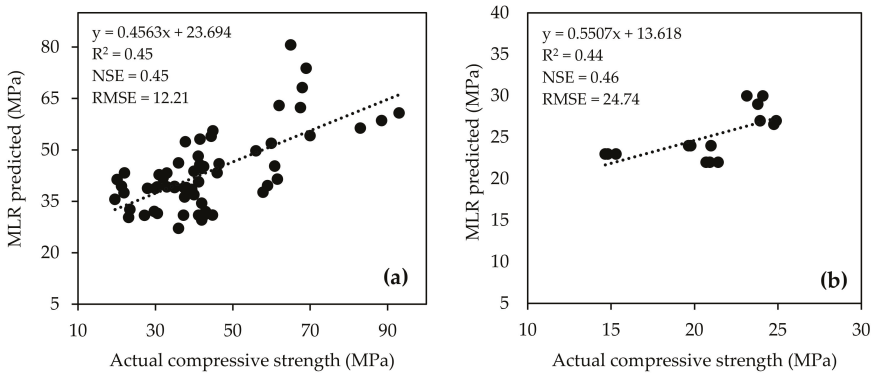 y = 0.4563x + 23.694
R² = 0.45
NSE = 0.45
RMSE = 12.21
MLR predicted (MPa)
80
65
50
35
20
5
10
30
50
70
90
(a)
Actual compressive strength (MPa)
y = 0.5507x + 13.618
R² = 0.44
NSE = 0.46
RMSE = 24.74
MLR predicted (MPa)
40
35
30
25
20
15
10
5
10
15
20
25
30
(b)
Actual compressive strength (MPa)